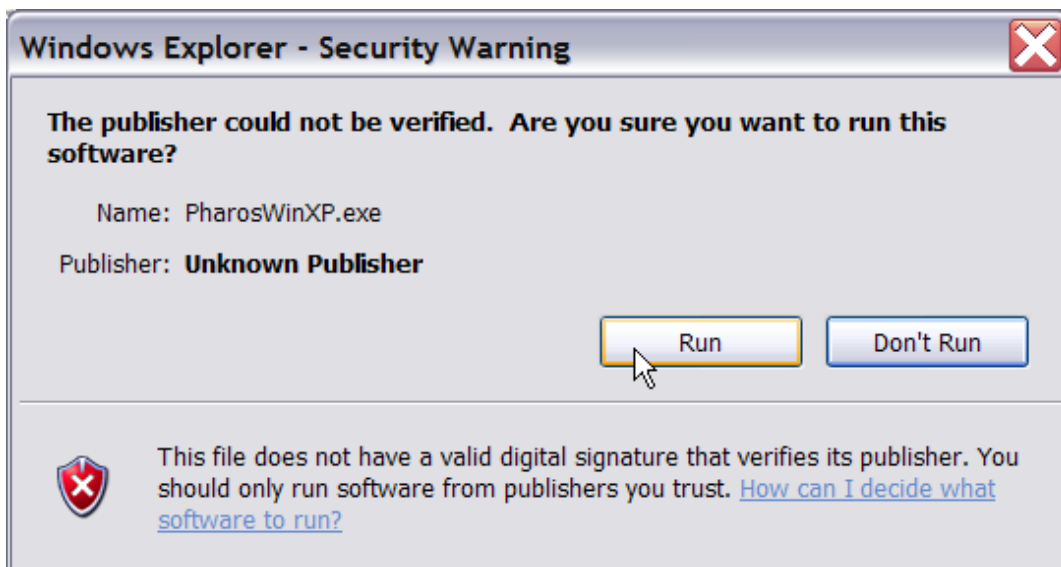 Windows Explorer - Security Warning
The publisher could not be verified.  Are you sure you want to run this
software?
Name: PharosWinXP.exe
Publisher: Unknown Publisher
Run Don't Run
This file does not have a valid digital signature that verifies its publisher. You
should only run software from publishers you trust. How can I decide what
software to run?